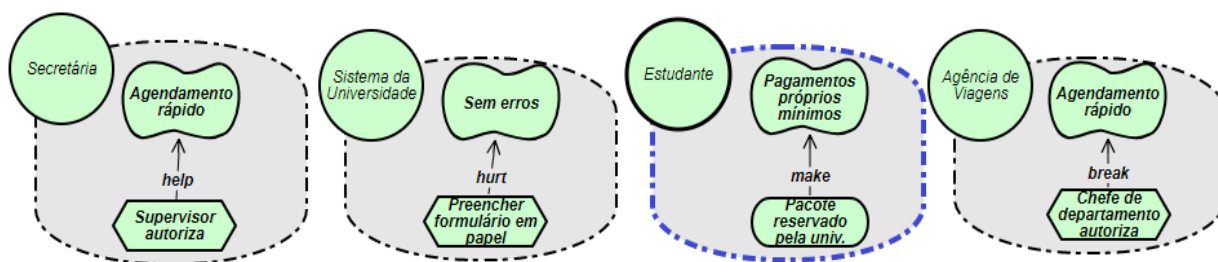 Secretária
Agendamento
rápido
help
Supervisor
autoriza
Sistema da
Universidade
Sem erros
hurt
Preencher
formulário em
papel
Estudante
Pagamentos
próprios
mínimos
make
Pacote
reservado
pela univ.
Agência de
Viagens
Agendamento
rápido
break
Chefe de
departamento
autoriza